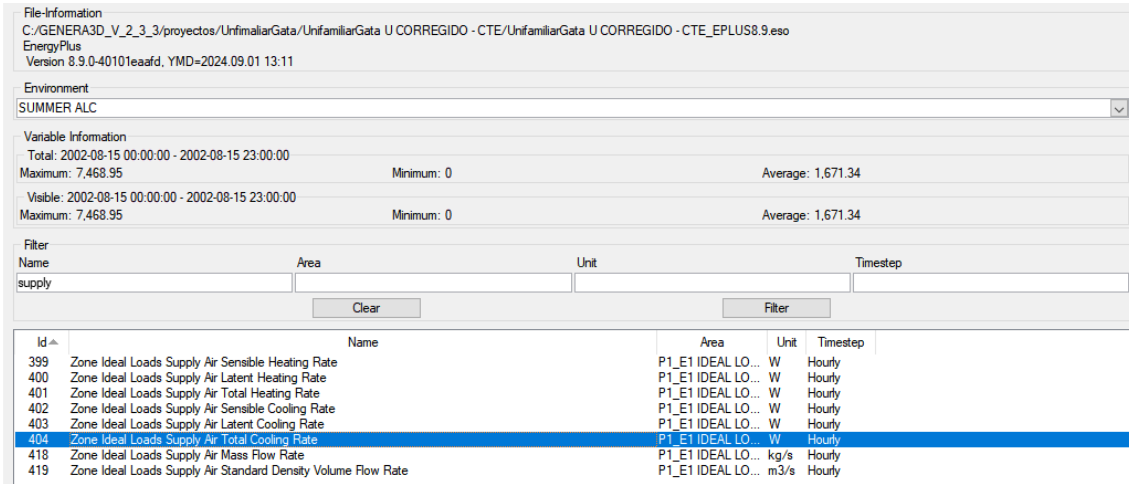 File-Information
C:/GENERA3D_V_2_3_3/proyectos/UnfimaliarGata/UnifamiliarGata U CORREGIDO - CTE/UnifamiliarGata U CORREGIDO - CTE_EPLUS8.9.eso
EnergyPlus
Version 8.9.0-40101eaafd, YMD=2024.09.01 13:11
Environment
SUMMER ALC
Variable Information
Total: 2002-08-15 00:00:00 - 2002-08-15 23:00:00
Maximum: 7,468.95 Minimum: 0 Average: 1,671.34
Visible: 2002-08-15 00:00:00 - 2002-08-15 23:00:00
Maximum: 7,468.95 Minimum: 0 Average: 1,671.34
Filter
Name Area Unit Timestep
supply
Clear Filter
Id Name Area Unit Timestep
399 Zone Ideal Loads Supply Air Sensible Heating Rate P1_E1 IDEAL LO... W Hourly
400 Zone Ideal Loads Supply Air Latent Heating Rate P1_E1 IDEAL LO... W Hourly
401 Zone Ideal Loads Supply Air Total Heating Rate P1_E1 IDEAL LO... W Hourly
402 Zone Ideal Loads Supply Air Sensible Cooling Rate P1_E1 IDEAL LO... W Hourly
403 Zone Ideal Loads Supply Air Latent Cooling Rate P1_E1 IDEAL LO... W Hourly
404 Zone Ideal Loads Supply Air Total Cooling Rate P1_E1 IDEAL LO... W Hourly
418 Zone Ideal Loads Supply Air Mass Flow Rate P1_E1 IDEAL LO... kg/s Hourly
419 Zone Ideal Loads Supply Air Standard Density Volume Flow Rate P1_E1 IDEAL LO... m3/s Hourly